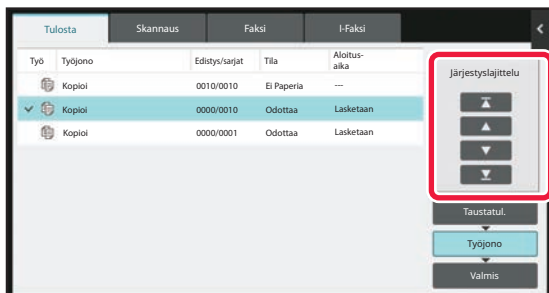 Tulosta Skannaus Faksi I-Faksi
Työ Työjono Edistys/sarjat Tila Aloitus-
aika
Kopioi 0010/0010 Ei Paperia ---
Kopioi 0000/0010 Odottaa Lasketaan
Kopioi 0000/0001 Odottaa Lasketaan
Järjestyslajittelu
Taustatul.
Työjono
Valmis